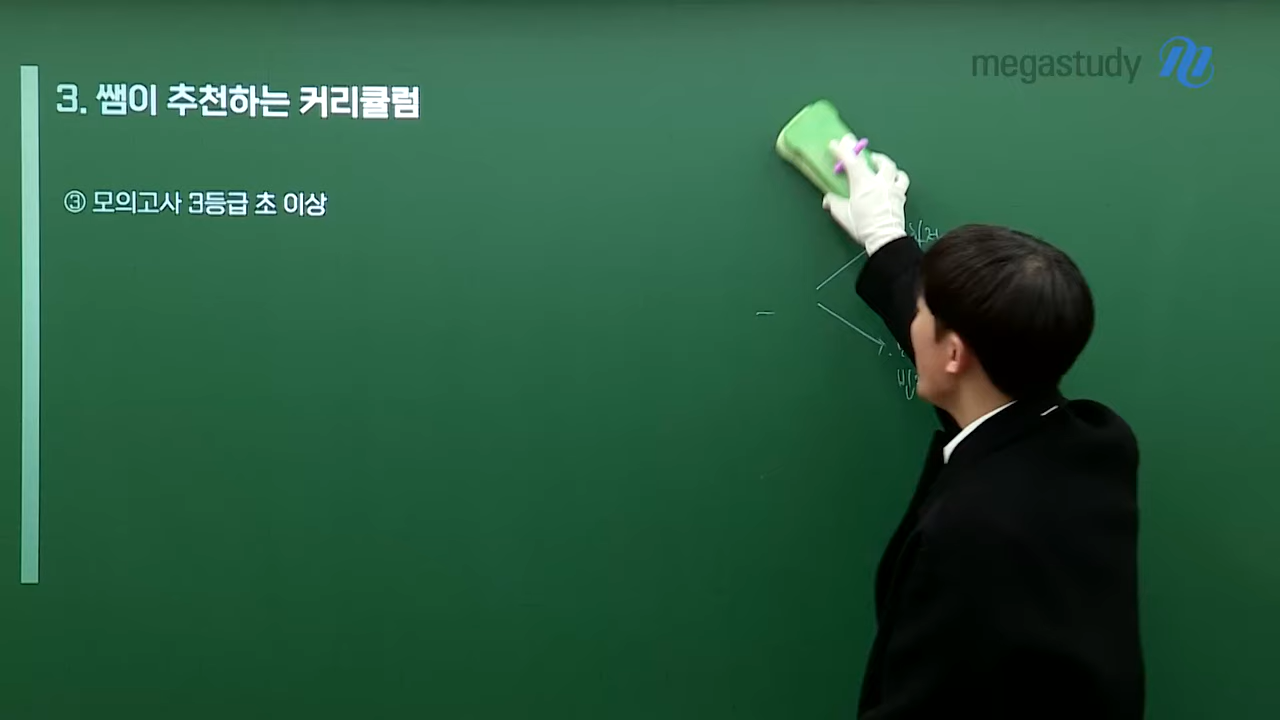 megastudy
3. 쌤이 추천하는 커리큘럼
③ 모의고사 3등급 초 이상